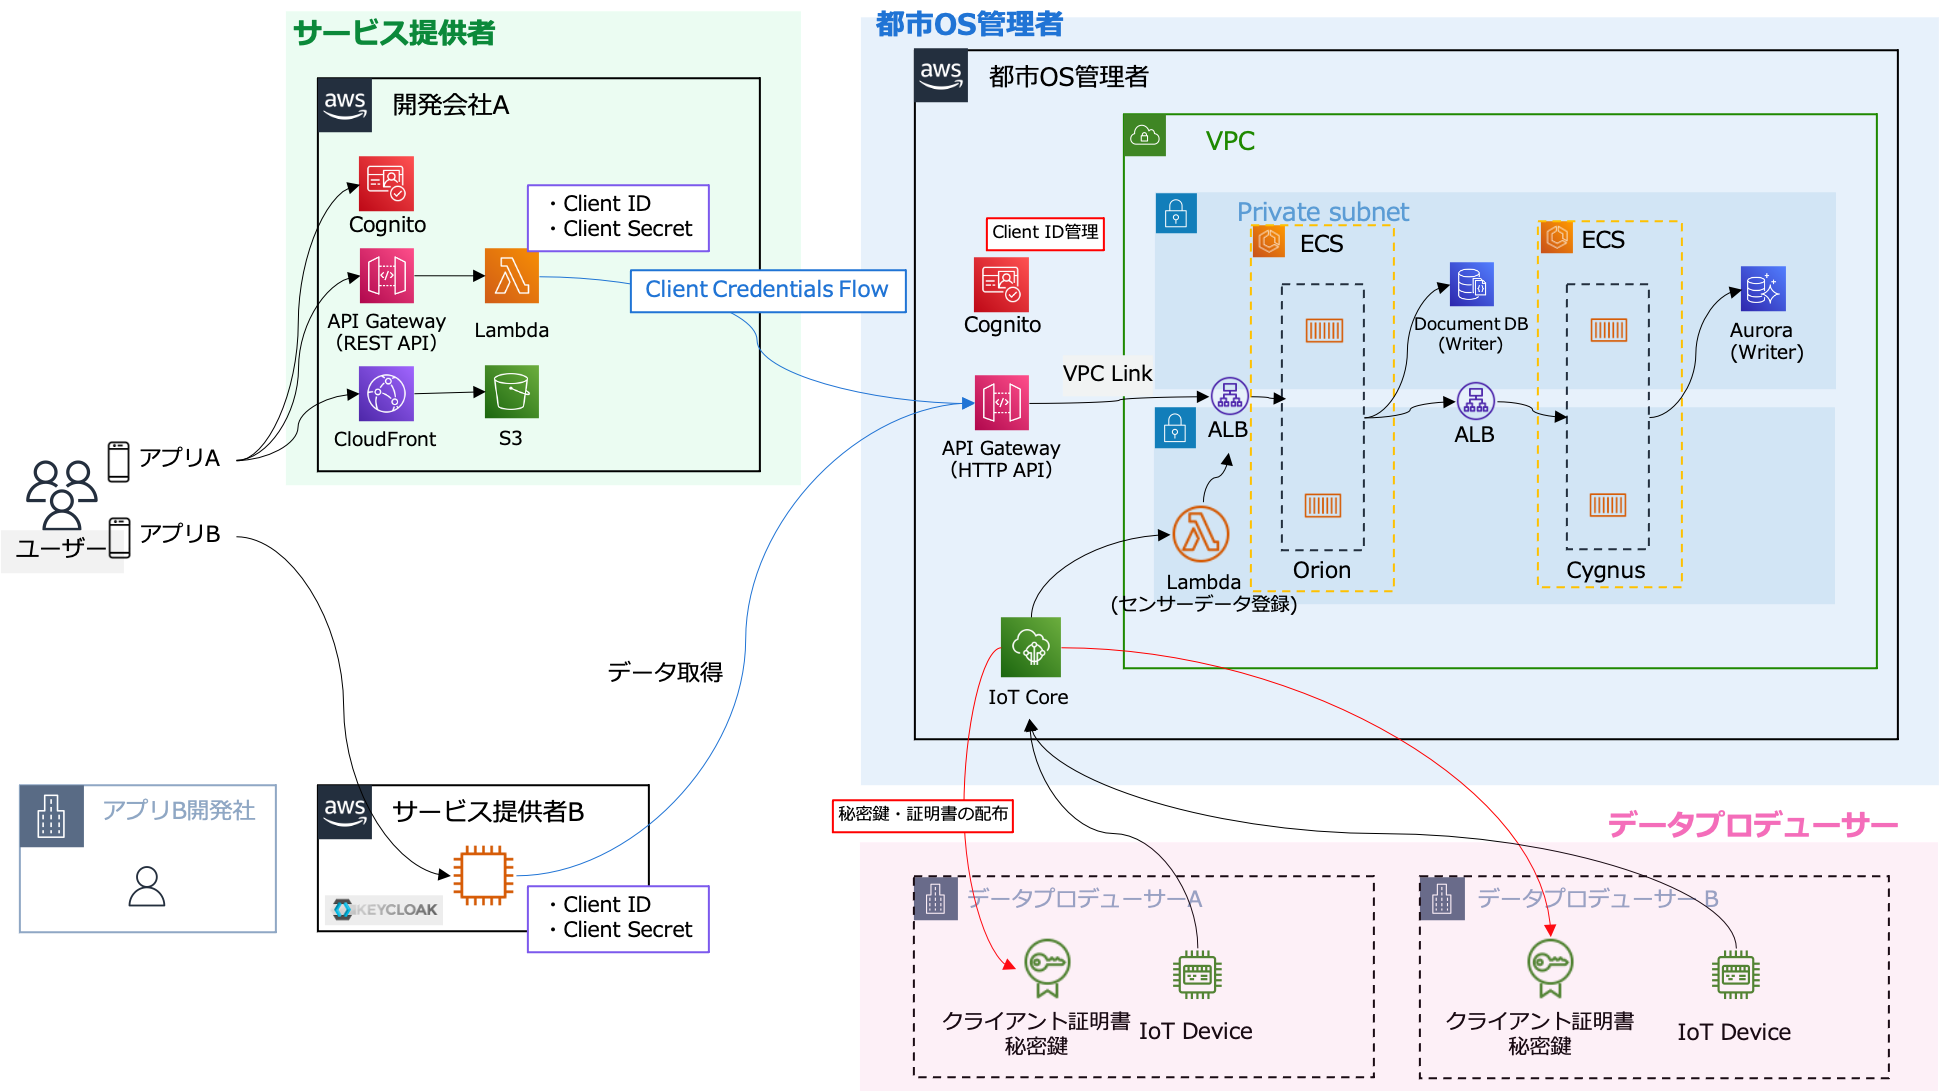 サービス提供者
aws
開発会社A
Cognito
・Client ID
・Client Secret
API Gateway
（REST API）
Lambda
Client Credentials Flow
CloudFront
S3
アプリA
アプリB
ユーザー
データ取得
アプリB開発社
aws
サービス提供者B
KEYCLOAK
・Client ID
・Client Secret
都市OS管理者
aws
都市OS管理者
VPC
Client ID管理
Cognito
Private subnet
ECS
ECS
Document DB
(Writer)
Aurora
(Writer)
VPC Link
API Gateway
（HTTP API）
ALB
ALB
Lambda
(センサーデータ登録)
Orion
Cygnus
IoT Core
秘密鍵・証明書の配布
データプロデューサー
データプロデューサーA
クライアント証明書
秘密鍵
IoT Device
データプロデューサー B
クライアント証明書
秘密鍵
IoT Device